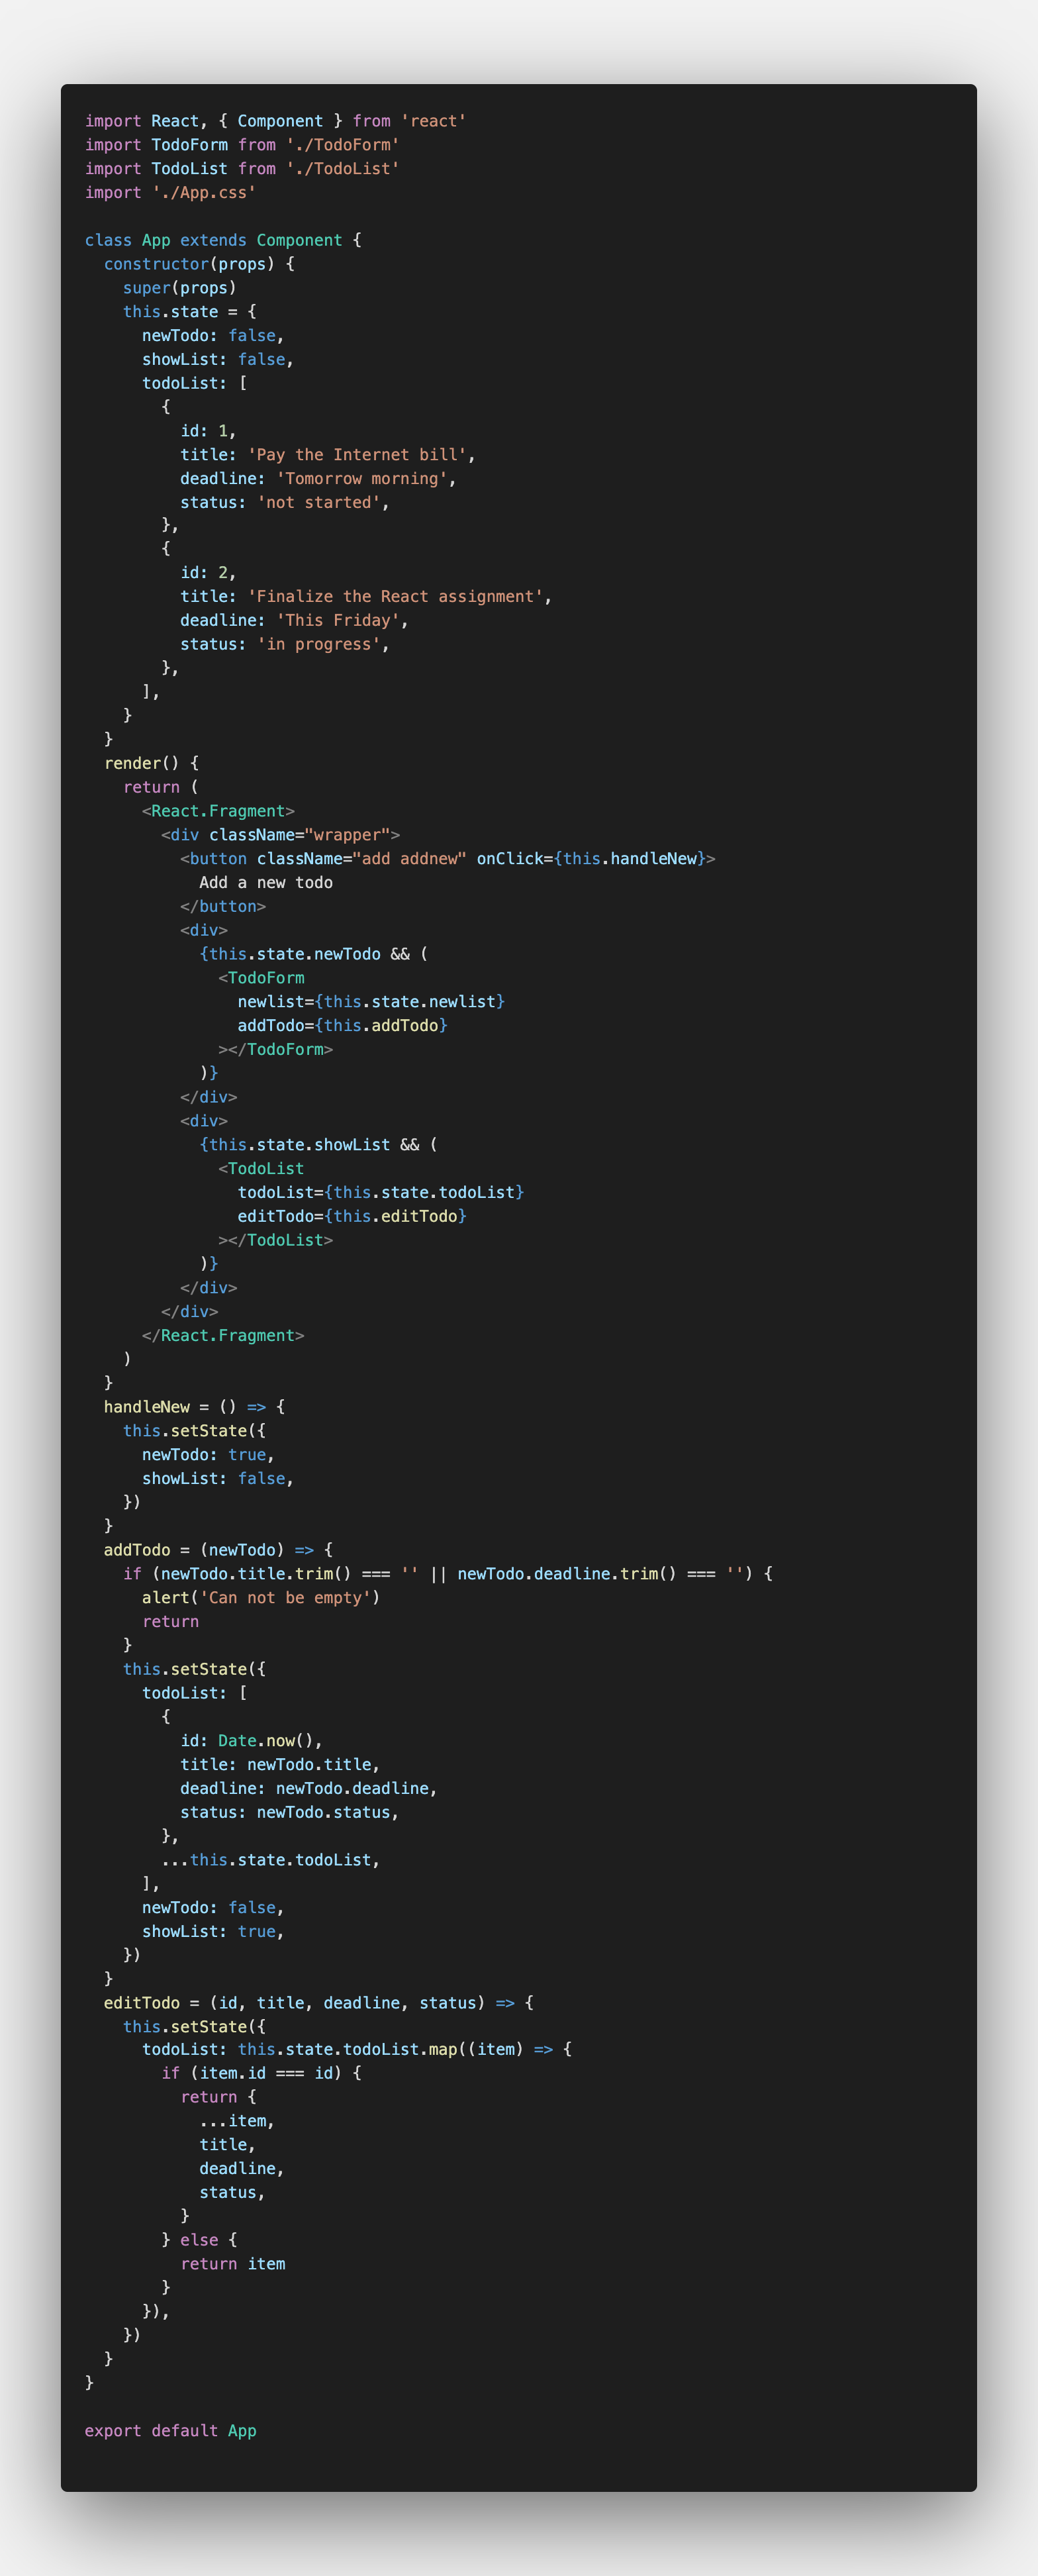 import React, { Component } from 'react'
import TodoForm from './TodoForm'
import TodoList from './TodoList'
import './App.css'

class App extends Component {
  constructor(props) {
    super(props)
    this.state = {
      newTodo: false,
      showList: false,
      todoList: [
        {
          id: 1,
          title: 'Pay the Internet bill',
          deadline: 'Tomorrow morning',
          status: 'not started',
        },
        {
          id: 2,
          title: 'Finalize the React assignment',
          deadline: 'This Friday',
          status: 'in progress',
        },
      ],
    }
  }
  render() {
    return (
      <React.Fragment>
        <div className="wrapper">
          <button className="add addnew" onClick={this.handleNew}>
            Add a new todo
          </button>
          <div>
            {this.state.newTodo && (
              <TodoForm
                newlist={this.state.newlist}
                addTodo={this.addTodo}
              ></TodoForm>
            )}
          </div>
          <div>
            {this.state.showList && (
              <TodoList
                todoList={this.state.todoList}
                editTodo={this.editTodo}
              ></TodoList>
            )}
          </div>
        </div>
      </React.Fragment>
    )
  }
  handleNew = () => {
    this.setState({
      newTodo: true,
      showList: false,
    })
  }
  addTodo = (newTodo) => {
    if (newTodo.title.trim() === '' || newTodo.deadline.trim() === '') {
      alert('Can not be empty')
      return
    }
    this.setState({
      todoList: [
        {
          id: Date.now(),
          title: newTodo.title,
          deadline: newTodo.deadline,
          status: newTodo.status,
        },
        ...this.state.todoList,
      ],
      newTodo: false,
      showList: true,
    })
  }
  editTodo = (id, title, deadline, status) => {
    this.setState({
      todoList: this.state.todoList.map((item) => {
        if (item.id === id) {
          return {
            ...item,
            title,
            deadline,
            status,
          }
        } else {
          return item
        }
      }),
    })
  }
}

export default App